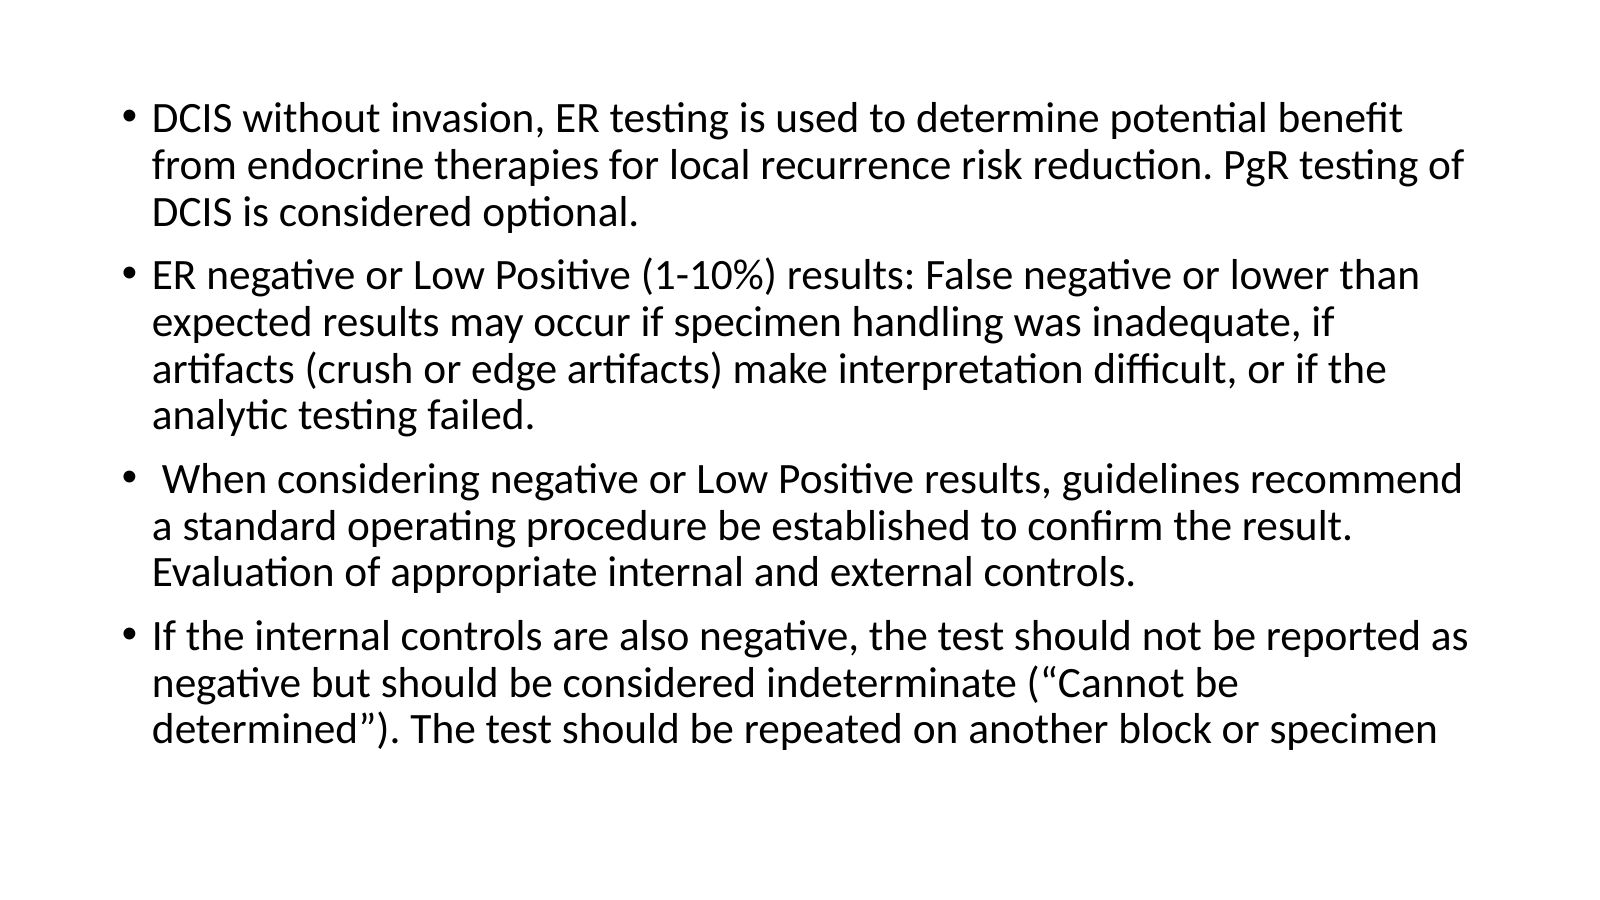 • DCIS without invasion, ER testing is used to determine potential benefit
from endocrine therapies for local recurrence risk reduction. PgR testing of
DCIS is considered optional.
• ER negative or Low Positive (1-10%) results: False negative or lower than
expected results may occur if specimen handling was inadequate, if
artifacts (crush or edge artifacts) make interpretation difficult, or if the
analytic testing failed.
• When considering negative or Low Positive results, guidelines recommend
a standard operating procedure be established to confirm the result.
Evaluation of appropriate internal and external controls.
• If the internal controls are also negative, the test should not be reported as
negative but should be considered indeterminate (“Cannot be
determined”). The test should be repeated on another block or specimen